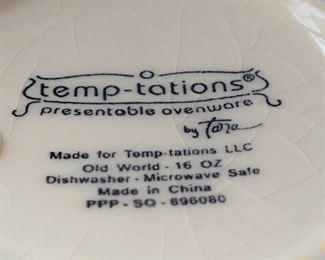 temp-tations®
presentable ovenware
by Tara
Made for Temp-tations LLC
Old World - 16 OZ
Dishwasher - Microwave Safe
Made in China
PPP - SO - 696080